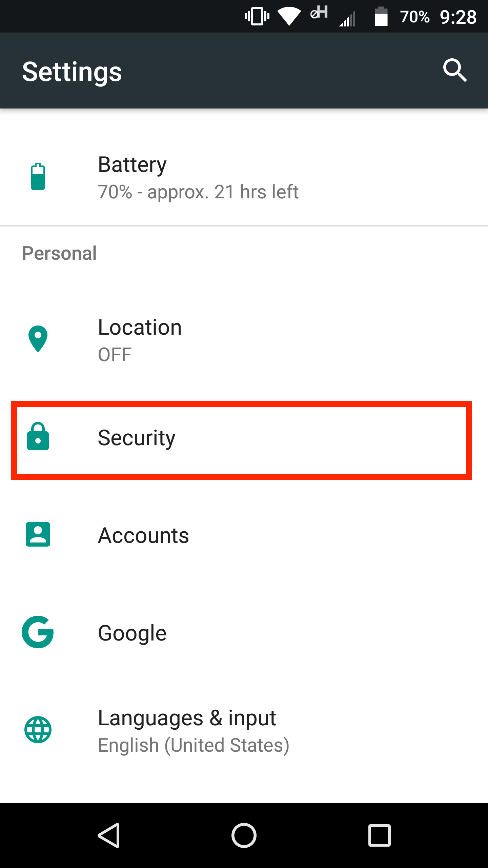 70% 9:28
Settings
Battery
70% - approx. 21 hrs left
Personal
Location
OFF
Security
Accounts
Google
Languages & input
English (United States)